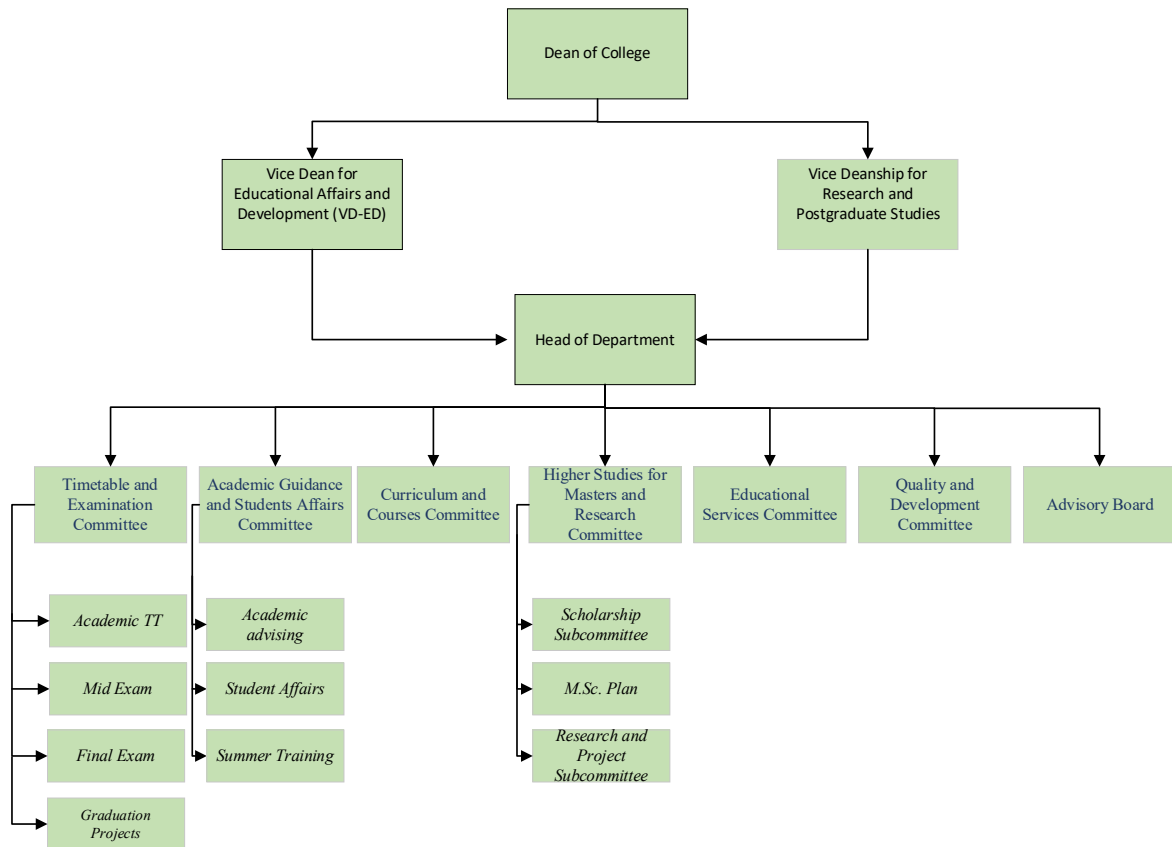 Dean of College
Vice Dean for
Educational Affairs and
Development (VD-ED)
Vice Deanship for
Research and
Postgraduate Studies
Head of Department
Timetable and
Examination
Committee
Academic Guidance
and Students Affairs
Committee
Curriculum and
Courses Committee
Higher Studies for
Masters and
Research
Committee
Educational
Services Committee
Quality and
Development
Committee
Advisory Board
Academic TT
Mid Exam
Final Exam
Graduation
Projects
Academic
advising
Student Affairs
Summer Training
Scholarship
Subcommittee
M.Sc. Plan
Research and
Project
Subcommittee